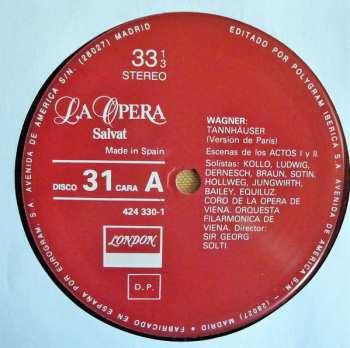 EDITADO POR POLYGRAM IBERICA S.A. AVENIDA DE AMERICA S/N - (28027) MADRID • FABRICADO EN ESPAÑA POR EUROGRAM, S.A. AVENIDA DE AMERICA S/N. (28027) MADRID
33 1/3
STEREO
LA OPERA
Salvat
Made in Spain
DISCO 31 CARA A
424 330-1
LONDON
D.P.
WAGNER:
TANNHÄUSER
(Versión de París)
Escenas de los ACTOS I y II.
Solistas: KOLLO, LUDWIG,
DERNESCH, BRAUN, SOTIN,
HOLLWEG, JUNGWIRTH,
BAILEY, EQUILUZ.
CORO DE LA OPERA DE
VIENA. ORQUESTA
FILARMONICA DE
VIENA. Director:
SIR GEORG
SOLTI.